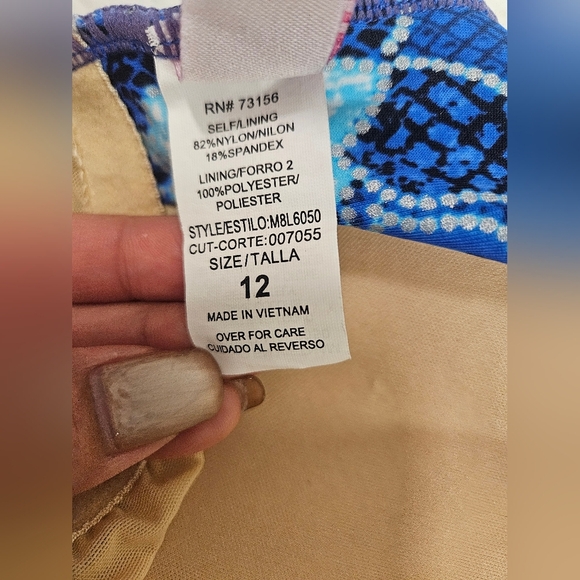 RN# 73156
SELF/LINING
82%NYLON/NILON
18%SPANDEX
LINING/FORRO 2
100%POLYESTER/
POLIESTER
STYLE/ESTILO:M8L6050
CUT-CORTE:007055
SIZE/TALLA
12
MADE IN VIETNAM
OVER FOR CARE
CUIDADO AL REVERSO